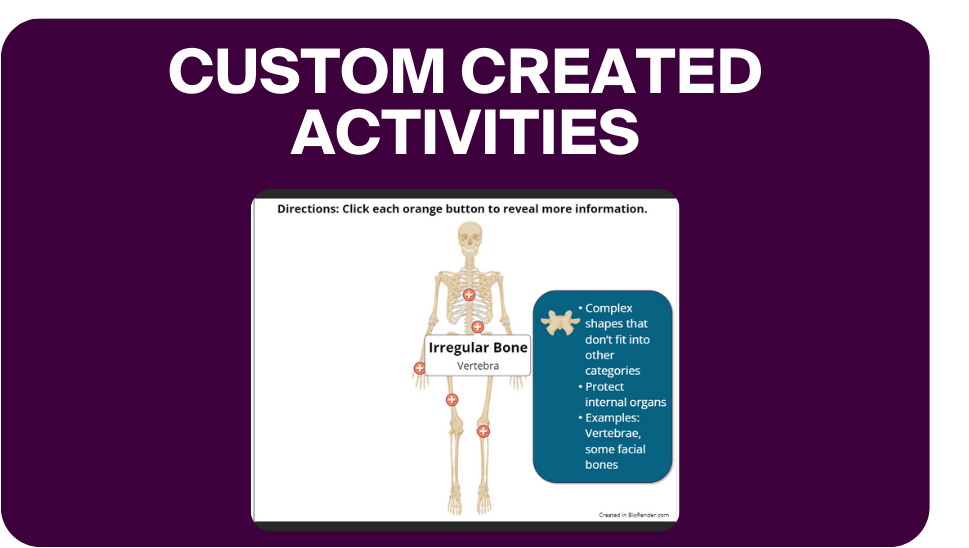 CUSTOM CREATED
ACTIVITIES
Directions: Click each orange button to reveal more information.
Irregular Bone
Vertebra
• Complex
shapes that
don't fit into
other
categories
• Protect
internal organs
• Examples:
Vertebrae,
some facial
bones
Created in BioRender.com